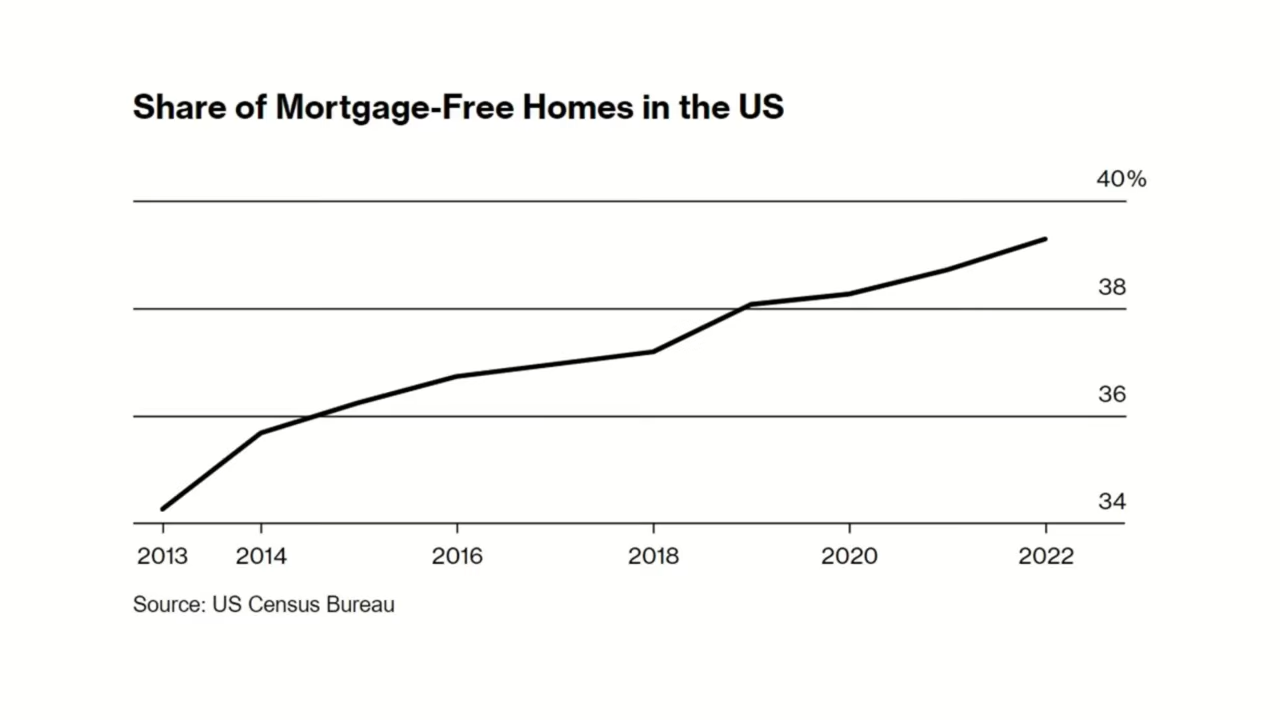 Share of Mortgage-Free Homes in the US
40%
38
36
34
2013 2014 2016 2018 2020 2022
Source: US Census Bureau